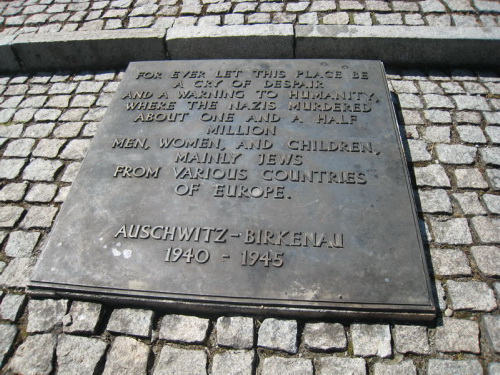 FOR EVER LET THIS PLACE BE
A CRY OF DESPAIR
AND A WARNING TO HUMANITY,
WHERE THE NAZIS MURDERED
ABOUT ONE AND A HALF
MILLION
MEN, WOMEN, AND CHILDREN,
MAINLY JEWS
FROM VARIOUS COUNTRIES
OF EUROPE.
AUSCHWITZ-BIRKENAU
1940 - 1945